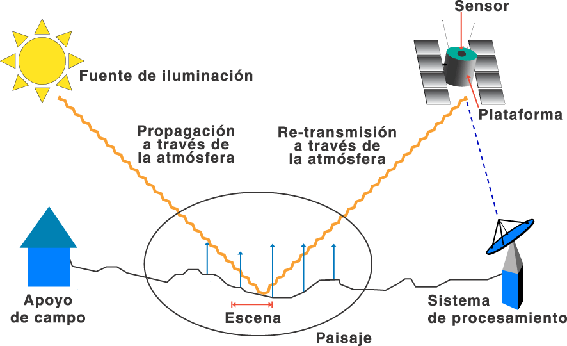 Sensor
Fuente de iluminación
Plataforma
Propagación
a través de
la atmósfera
Re-transmisión
a través de
la atmósfera
Apoyo
de campo
Escena
Sistema
de procesamiento
Paisaje